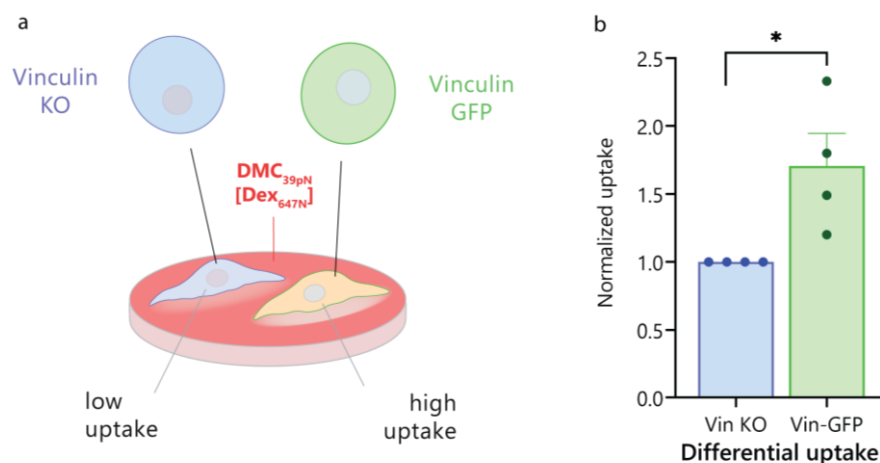 a
Vinculin
KO
Vinculin
GFP
DMC39pN
[Dex647N]
low
uptake
high
uptake
b
*
Normalized uptake
2.5
2.0
1.5
1.0
0.5
0.0
Vin KO
Vin-GFP
Differential uptake